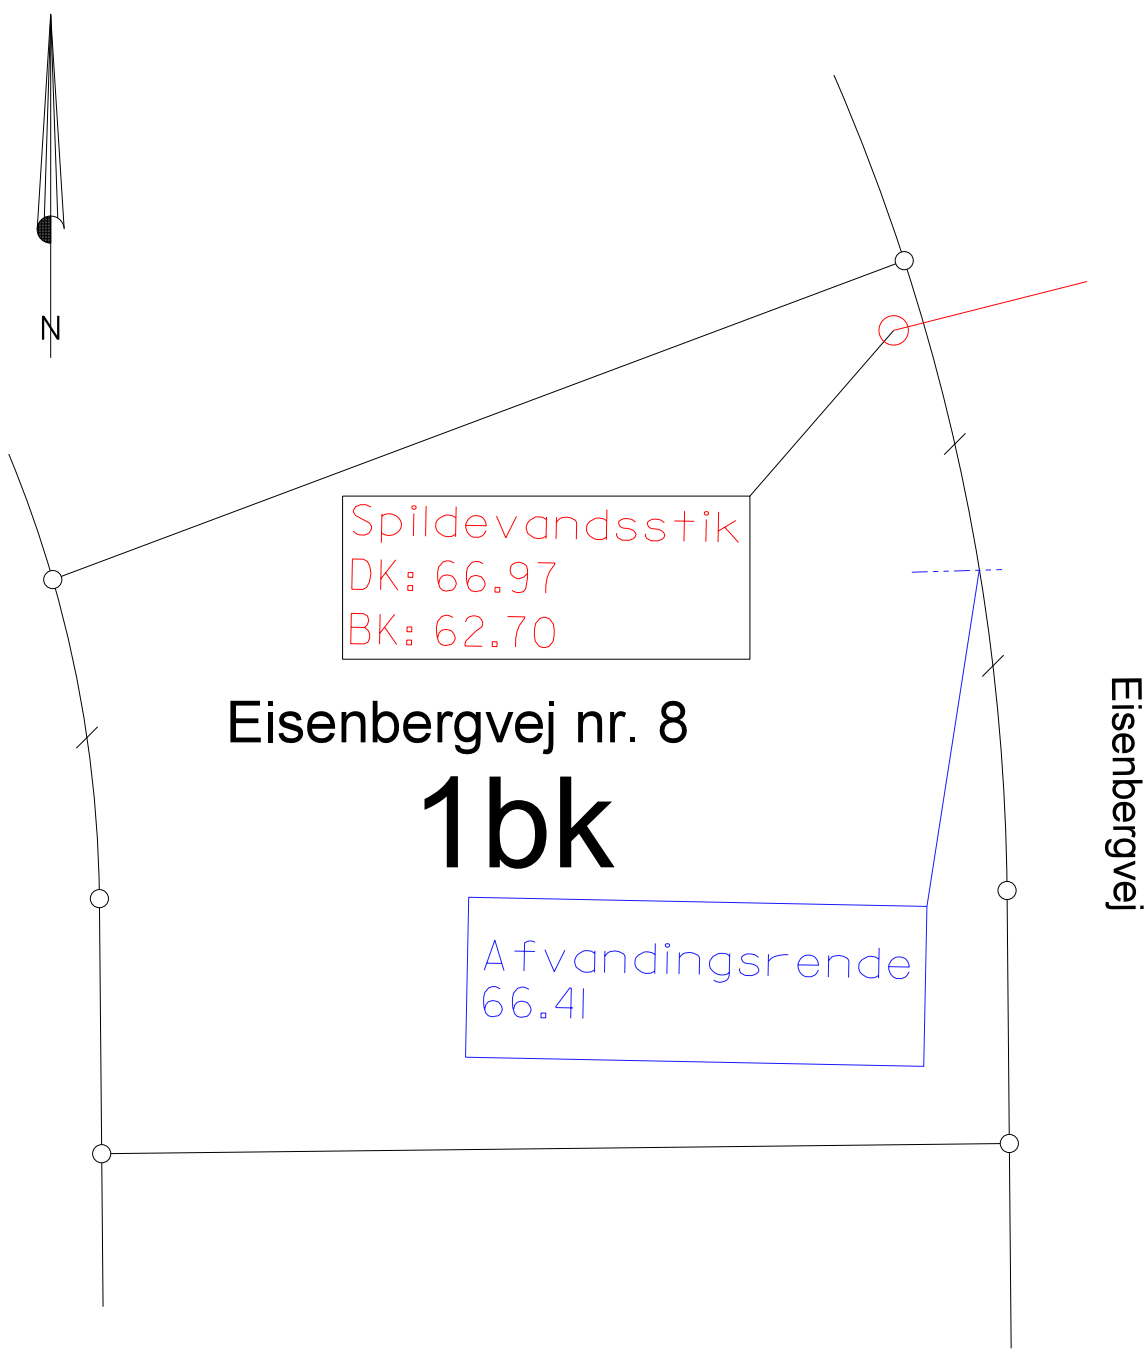 N
Spildevandsstik
DK: 66.97
BK: 62.70
Eisenbergvej nr. 8
1bk
Eisenbergvej
Afvandingsrende
66.41